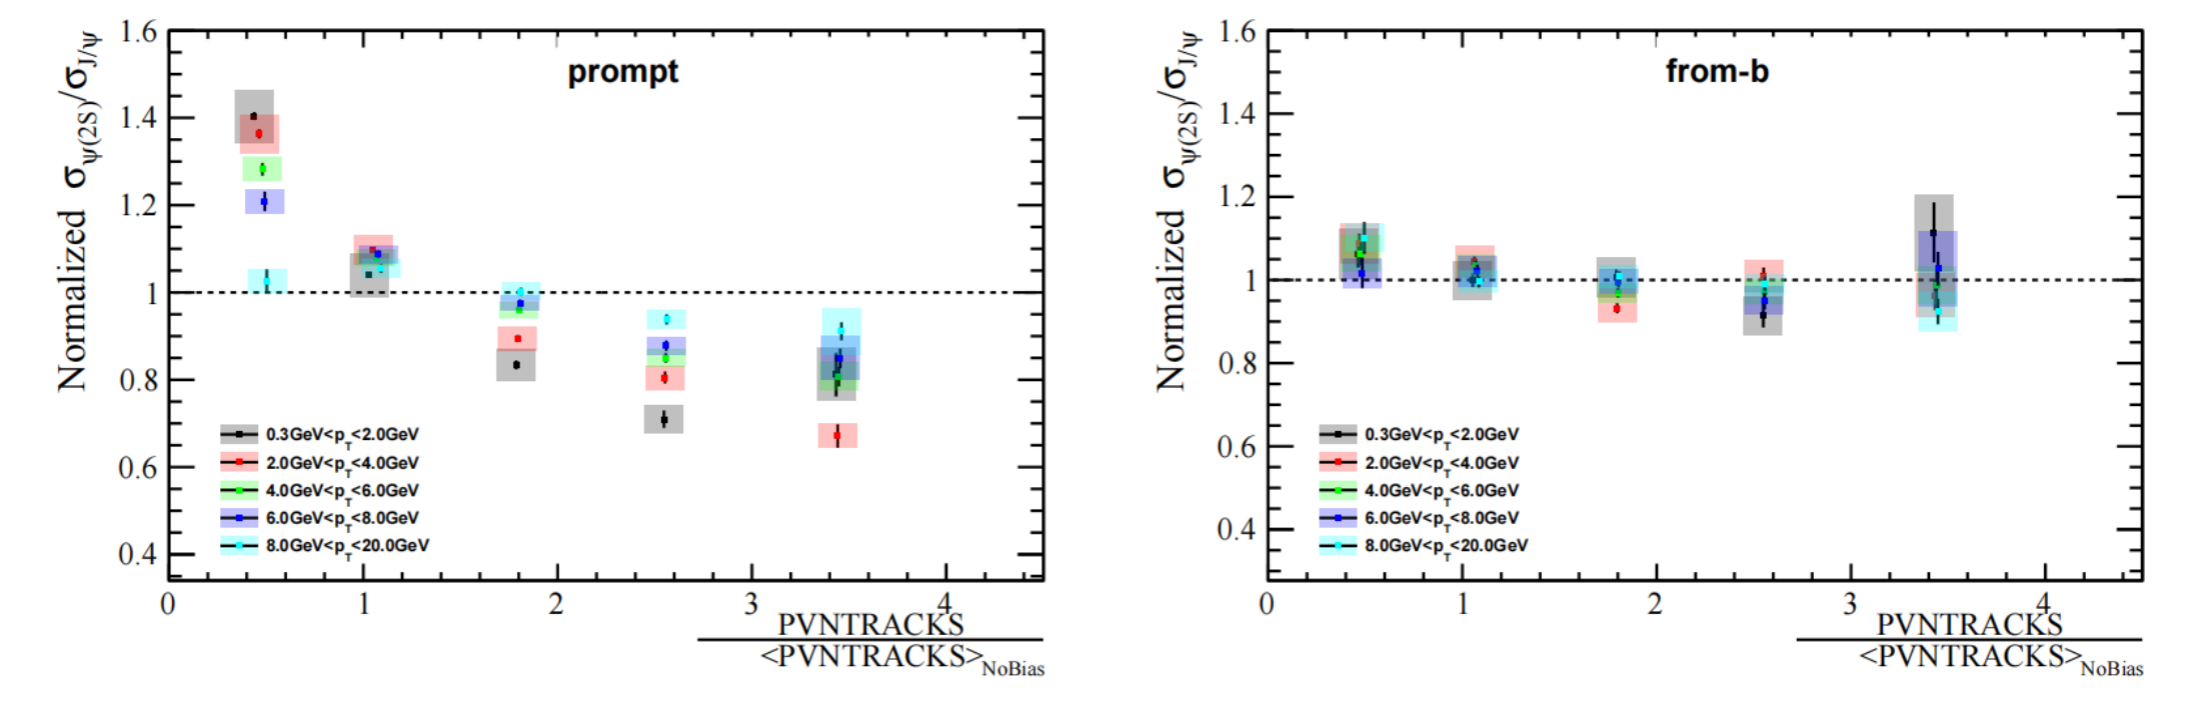 Normalized σψ(2S)/σJ/ψ
prompt
1.6
1.4
1.2
1
0.8
0.6
0.4
0.3GeV<pT<2.0GeV
2.0GeV<pT<4.0GeV
4.0GeV<pT<6.0GeV
6.0GeV<pT<8.0GeV
8.0GeV<pT<20.0GeV
0 1 2 3 4
PVNTRACKS
<PVNTRACKS>NoBias
Normalized σψ(2S)/σJ/ψ
from-b
1.6
1.4
1.2
1
0.8
0.6
0.4
0.3GeV<pT<2.0GeV
2.0GeV<pT<4.0GeV
4.0GeV<pT<6.0GeV
6.0GeV<pT<8.0GeV
8.0GeV<pT<20.0GeV
0 1 2 3 4
PVNTRACKS
<PVNTRACKS>NoBias